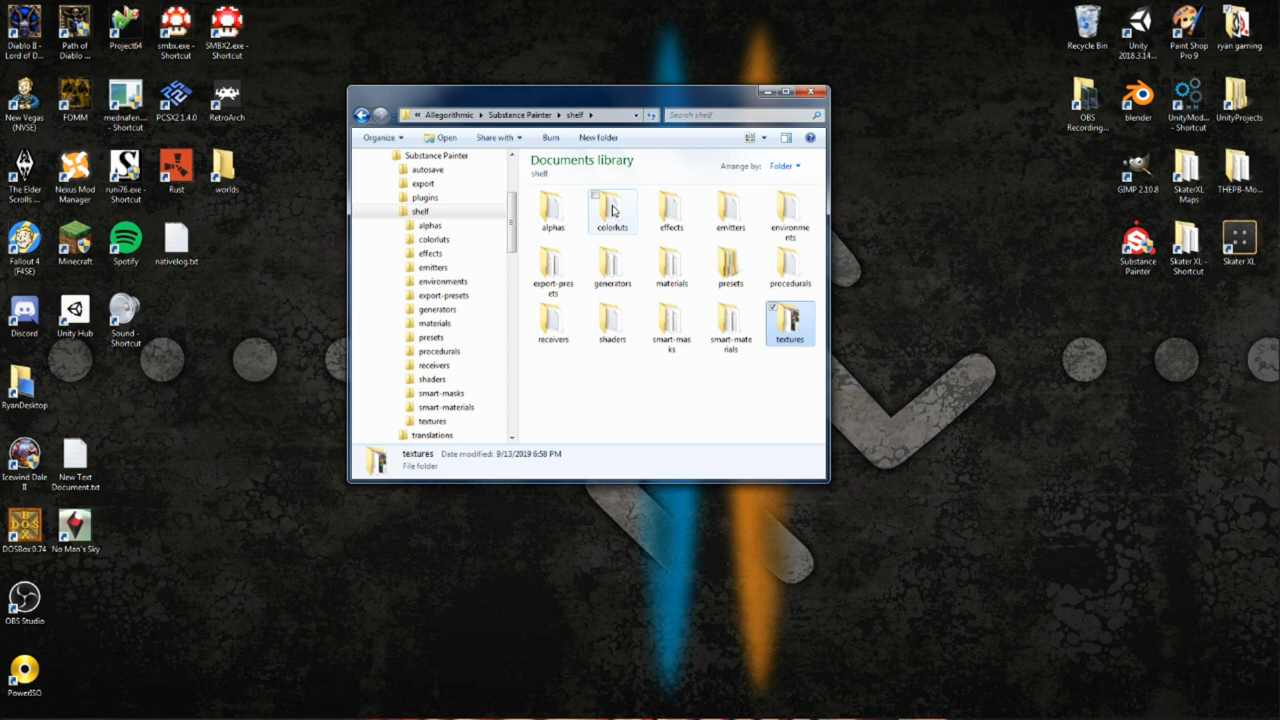 Diablo II -
Lord of D...
Path of
Diablo ...
Project64
smbx.exe -
Shortcut
SMBX2.exe -
Shortcut
Recycle Bin
Unity
2018.3.14...
Paint Shop
Pro 9
ryan gaming
New Vegas
(NVSE)
FOMM
mednafen...
- Shortcut
PCSX2 1.4.0
RetroArch
OBS
Recording...
blender
UnityMod...
- Shortcut
UnityProjects
The Elder
Scrolls ...
Nexus Mod
Manager
runi76.exe -
Shortcut
Rust
worlds
GIMP 2.10.8
SkaterXL
Maps
THEPB-Mo...
Fallout 4
(F4SE)
Minecraft
Spotify
nativelog.txt
Substance
Painter
Skater XL -
Shortcut
Skater XL
Discord
Unity Hub
Sound -
Shortcut
RyanDesktop
Icewind Dale
II
New Text
Document.txt
DOSBox 0.74
No Man's Sky
OBS Studio
PowerISO
« Allegorithmic
Substance Painter
shelf
Search shelf
Organize
Open
Share with
Burn
New folder
Substance Painter
autosave
export
plugins
shelf
alphas
colorluts
effects
emitters
environments
export-presets
generators
materials
presets
procedurals
receivers
shaders
smart-masks
smart-materials
textures
translations
Documents library
shelf
Arrange by: Folder
alphas
colorluts
effects
emitters
environme
nts
export-pres
ets
generators
materials
presets
procedurals
receivers
shaders
smart-mas
ks
smart-mate
rials
textures
textures Date modified: 9/13/2019 6:58 PM
File folder